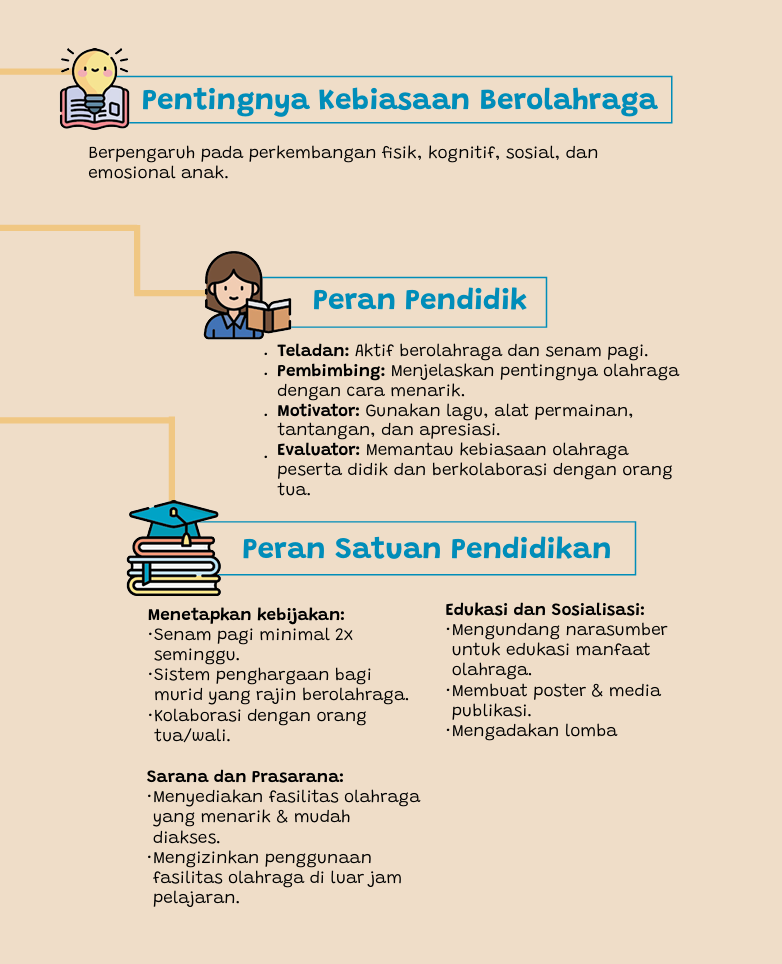 Pentingnya Kebiasaan Berolahraga
Berpengaruh pada perkembangan fisik, kognitif, sosial, dan
emosional anak.
Peran Pendidik
. Teladan: Aktif berolahraga dan senam pagi.
. Pembimbing: Menjelaskan pentingnya olahraga
dengan cara menarik.
. Motivator: Gunakan lagu, alat permainan,
tantangan, dan apresiasi.
. Evaluator: Memantau kebiasaan olahraga
peserta didik dan berkolaborasi dengan orang
tua.
Peran Satuan Pendidikan
Menetapkan kebijakan:
·Senam pagi minimal 2x
seminggu.
·Sistem penghargaan bagi
murid yang rajin berolahraga.
·Kolaborasi dengan orang
tua/wali.
Sarana dan Prasarana:
·Menyediakan fasilitas olahraga
yang menarik & mudah
diakses.
·Mengizinkan penggunaan
fasilitas olahraga di luar jam
pelajaran.
Edukasi dan Sosialisasi:
·Mengundang narasumber
untuk edukasi manfaat
olahraga.
·Membuat poster & media
publikasi.
·Mengadakan lomba